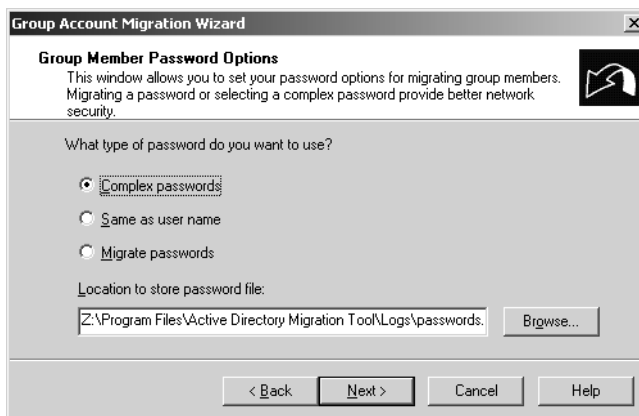 Group Account Migration Wizard
Group Member Password Options
This window allows you to set your password options for migrating group members.
Migrating a password or selecting a complex password provide better network
security.
What type of password do you want to use?
Complex passwords
Same as user name
Migrate passwords
Location to store password file:
Z:\Program Files\Active Directory Migration Tool\Logs\passwords.
Browse...
< Back
Next >
Cancel
Help